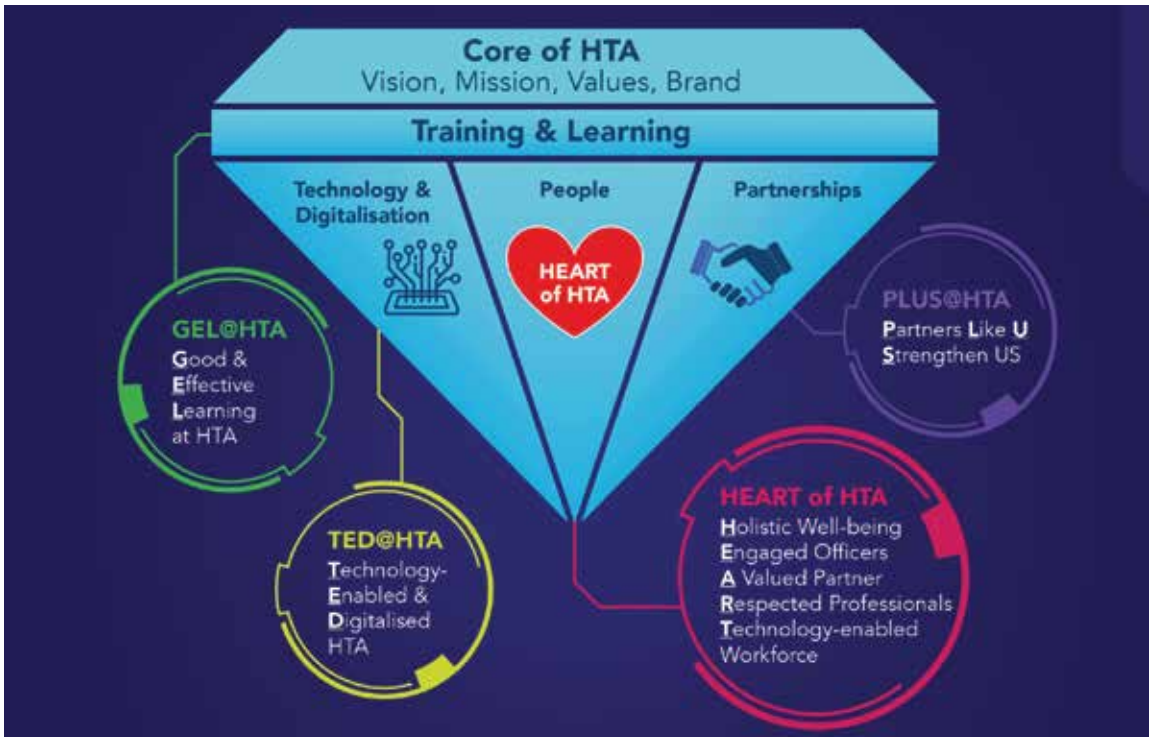 Core of HTA
Vision, Mission, Values, Brand
Training & Learning
Technology &
Digitalisation
People
Partnerships
HEART
of HTA
GEL@HTA
Good &
Effective
Learning
at HTA
TED@HTA
Technology-
Enabled &
Digitalised
HTA
PLUS@HTA
Partners Like U
Strengthen US
HEART of HTA
Holistic Well-being
Engaged Officers
A Valued Partner
Respected Professionals
Technology-enabled
Workforce